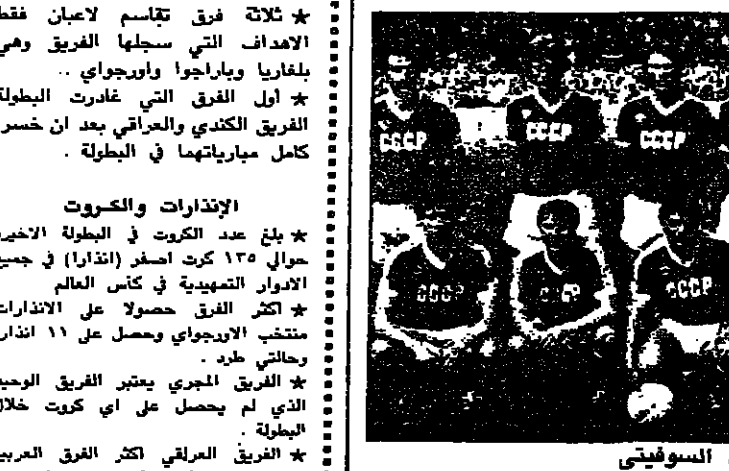 ★ ثلاثة فرق تقاسم لاعبان فقط
الاهداف التي سجلها الفريق وهي
بلغاريا وباراجوا واورجواي ..
★ أول الفرق التي غادرت البطولة
الفريق الكندي والعراقي بعد ان خسر
كامل مبارياتهما في البطولة .
الإنذارات والكروت
★ بلغ عدد الكروت في البطولة الاخير
حوالي ١٣٥ كرت اصفر (انذارا) في جميع
الادوار التمهيدية في كأس العالم
★ اكثر الفرق حصولا على الانذارات
منتخب الاورجواي وحصل على ١١ انذار
وحالتي طرد .
★ الفريق المجري يعتبر الفريق الوحيد
الذي لم يحصل على اي كروت خلال
البطولة .
★ الفريق العراقي اكثر الفرق العربية
CCCP CCCP CCCP
CCCP CCCP CCCP
السوفيتى